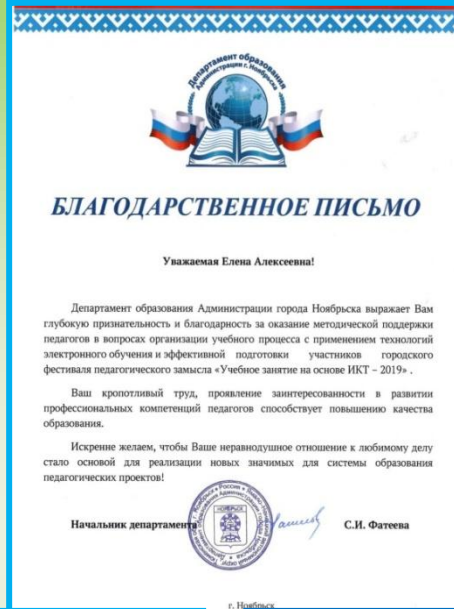 Департамент образования
Администрации г. Ноябрьска
БЛАГОДАРСТВЕННОЕ ПИСЬМО
Уважаемая Елена Алексеевна!
Департамент образования Администрации города Ноябрьска выражает Вам
глубокую признательность и благодарность за оказание методической поддержки
педагогов в вопросах организации учебного процесса с применением технологий
электронного обучения и эффективной подготовки участников городского
фестиваля педагогического замысла «Учебное занятие на основе ИКТ – 2019» .
Ваш кропотливый труд, проявление заинтересованности в развитии
профессиональных компетенций педагогов способствует повышению качества
образования.
Искренне желаем, чтобы Ваше неравнодушное отношение к любимому делу
стало основой для реализации новых значимых для системы образования
педагогических проектов!
Начальник департамента
С.И. Фатеева
НОЯБРЬСК
г. Ноябрьск